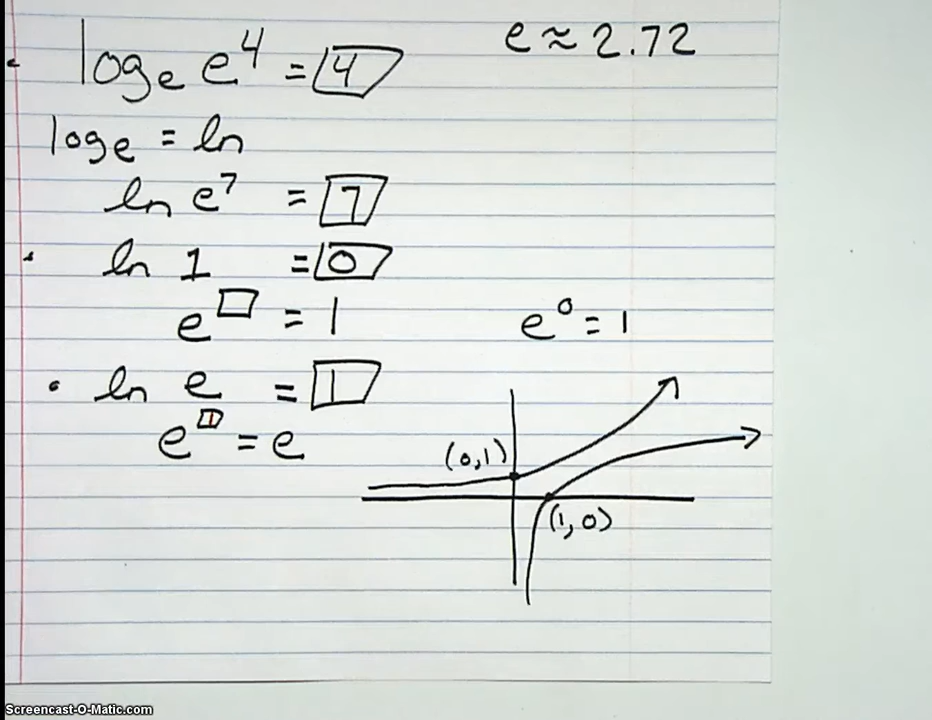 logₑ e⁴ = 4
e ≈ 2.72
logₑ = ln
ln e⁷ = 7
ln 1 = 0
e^□ = 1
e⁰ = 1
ln e = 1
e¹ = e
(0,1)
(1,0)
Screencast-O-Matic.com